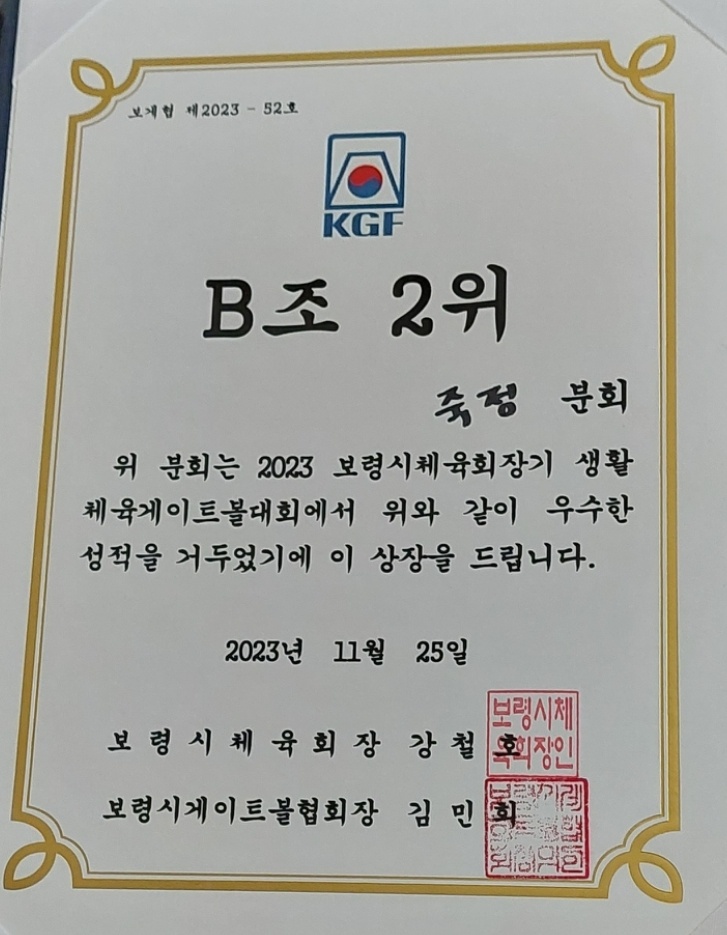 보게협 제2023 - 52호
KGF
B조 2위
죽정 분회
위 분회는 2023 보령시체육회장기 생활
체육게이트볼대회에서 위와 같이 우수한
성적을 거두었기에 이 상장을 드립니다.
2023년 11월 25일
보령시체
육회장인
보령시체육회장 강철호
보령시게이트볼협회장 김민회